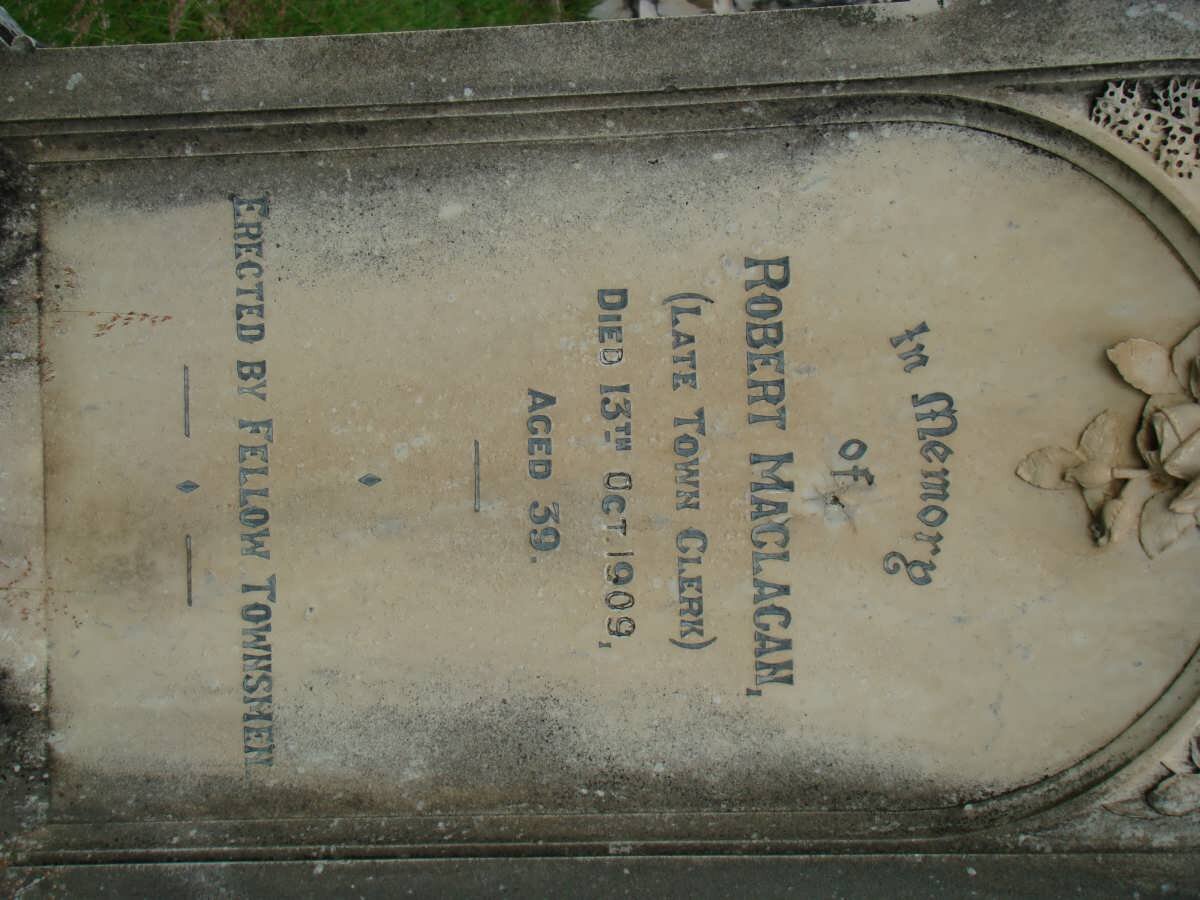 In Memory
of
ROBERT MACLAGAN,
(LATE TOWN CLERK)
DIED 13TH OCT. 1909,
AGED 39.
ERECTED BY FELLOW TOWNSMEN.